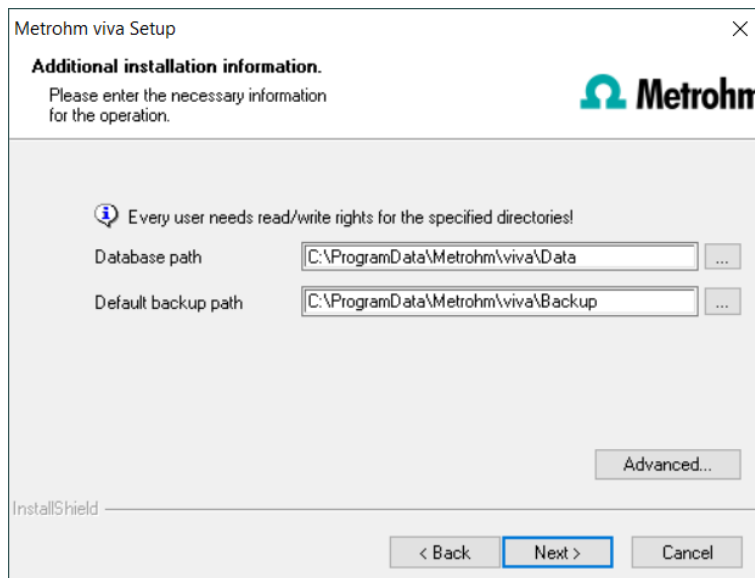 Metrohm viva Setup
Additional installation information.
Please enter the necessary information
for the operation.
Metrohm
Every user needs read/write rights for the specified directories!
Database path C:\ProgramData\Metrohm\viva\Data ...
Default backup path C:\ProgramData\Metrohm\viva\Backup ...
Advanced...
InstallShield
< Back Next > Cancel